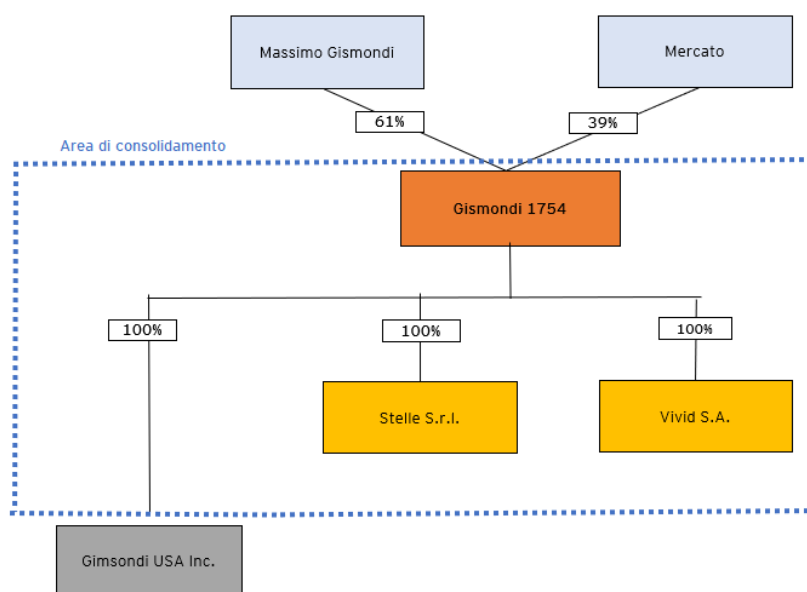 Massimo Gismondi
Mercato
61%
39%
Area di consolidamento
Gismondi 1754
100%
100%
100%
Stelle S.r.l.
Vivid S.A.
Gimsondi USA Inc.